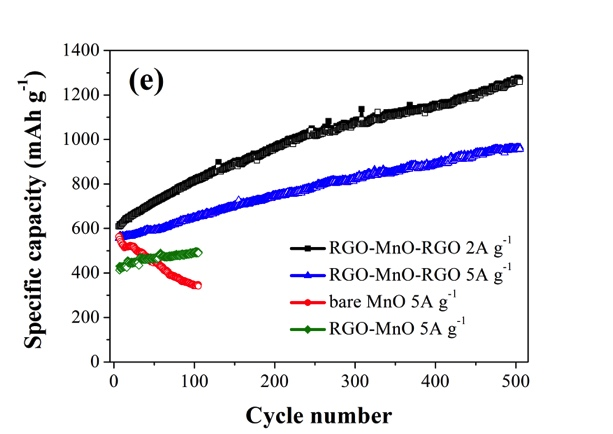 (e)
Specific capacity (mAh g⁻¹)
1400
1200
1000
800
600
400
200
0
RGO-MnO-RGO 2A g⁻¹
RGO-MnO-RGO 5A g⁻¹
bare MnO 5A g⁻¹
RGO-MnO 5A g⁻¹
0 100 200 300 400 500
Cycle number